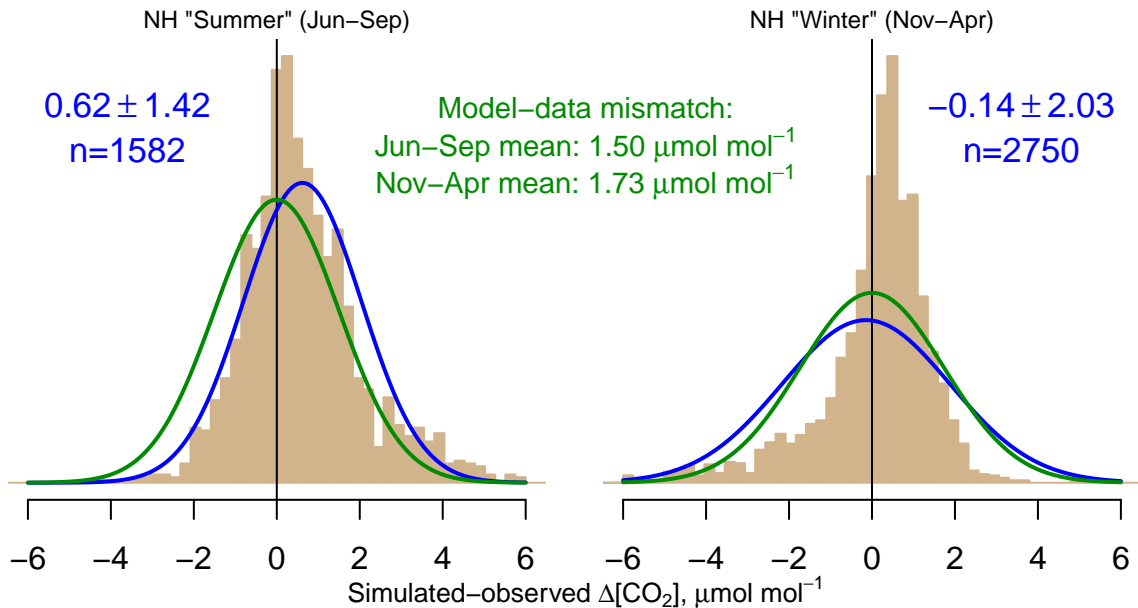 NH "Summer" (Jun−Sep)
NH "Winter" (Nov−Apr)
0.62 ± 1.42
n=1582
Model−data mismatch:
Jun−Sep mean: 1.50 μmol mol⁻¹
Nov−Apr mean: 1.73 μmol mol⁻¹
−0.14 ± 2.03
n=2750
−6 −4 −2 0 2 4 6
−6 −4 −2 0 2 4 6
Simulated−observed Δ[CO₂], μmol mol⁻¹